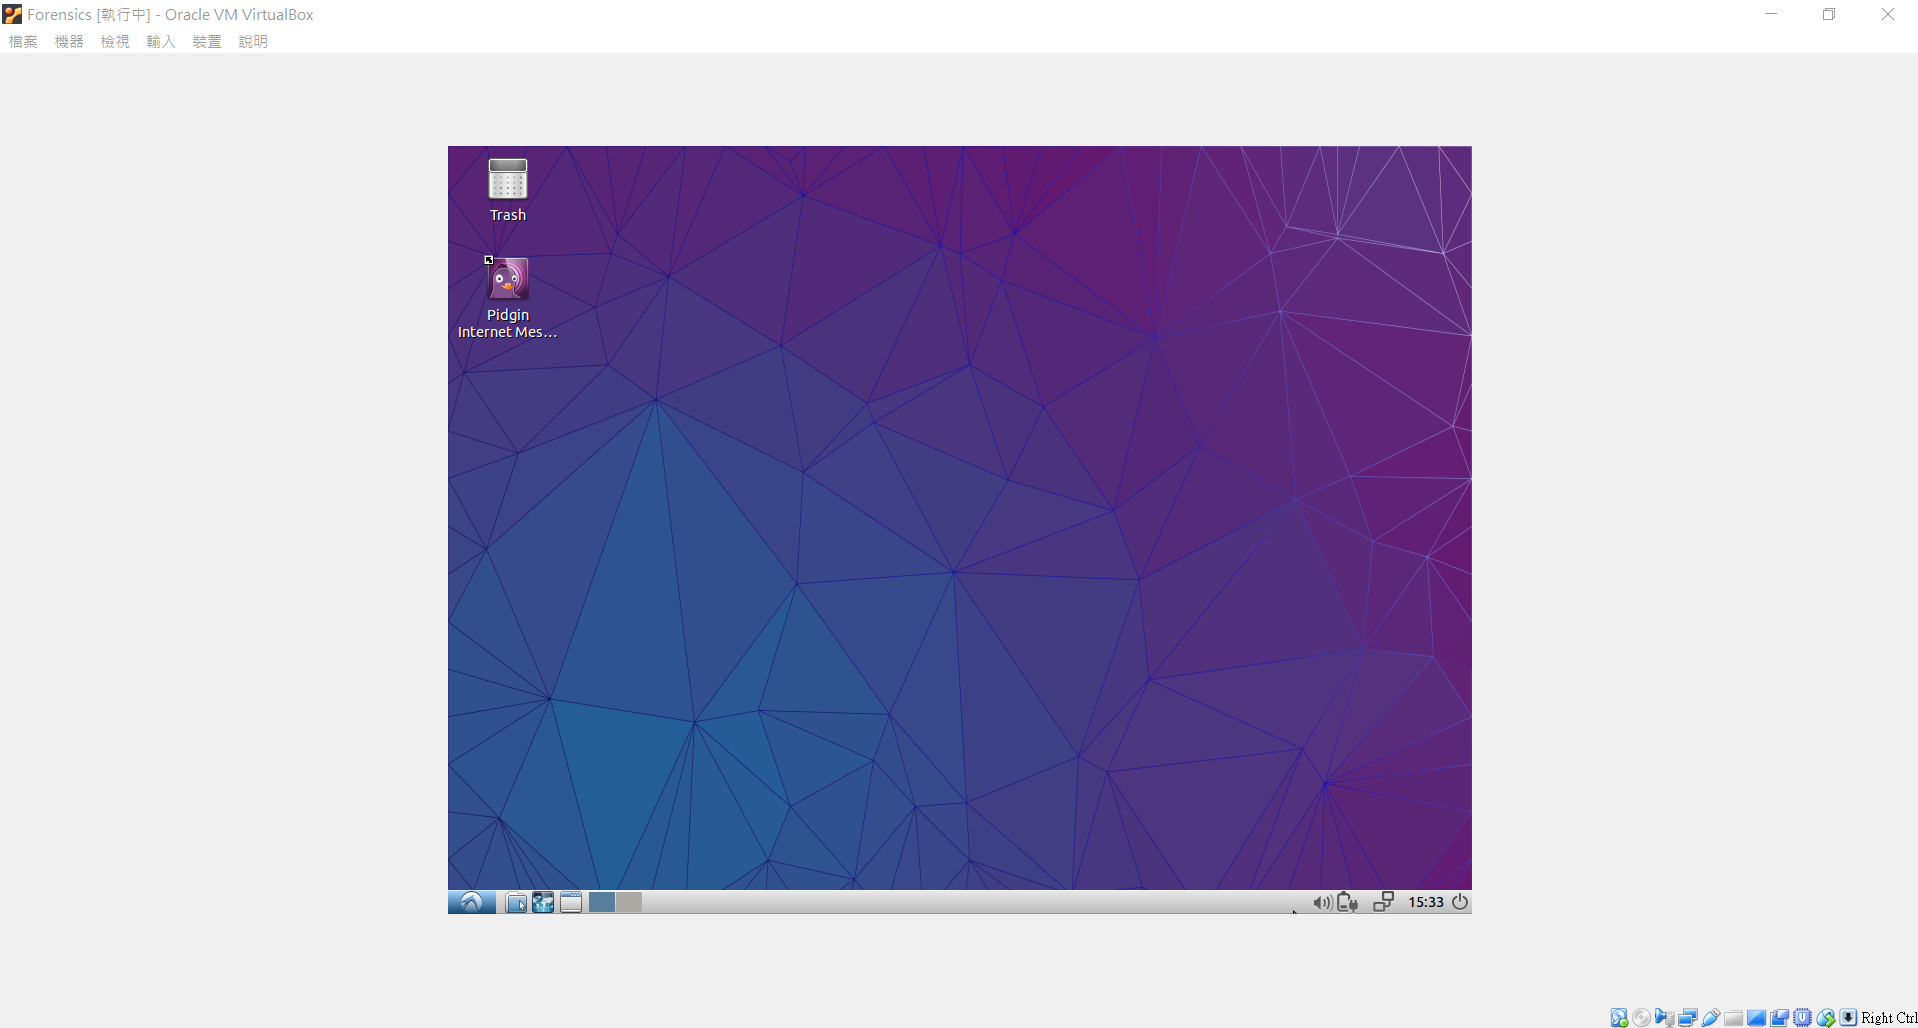 Forensics [執行中] - Oracle VM VirtualBox
檔案 機器 檢視 輸入 裝置 說明
Trash
Pidgin
Internet Mes...
15:33
Right Ctrl